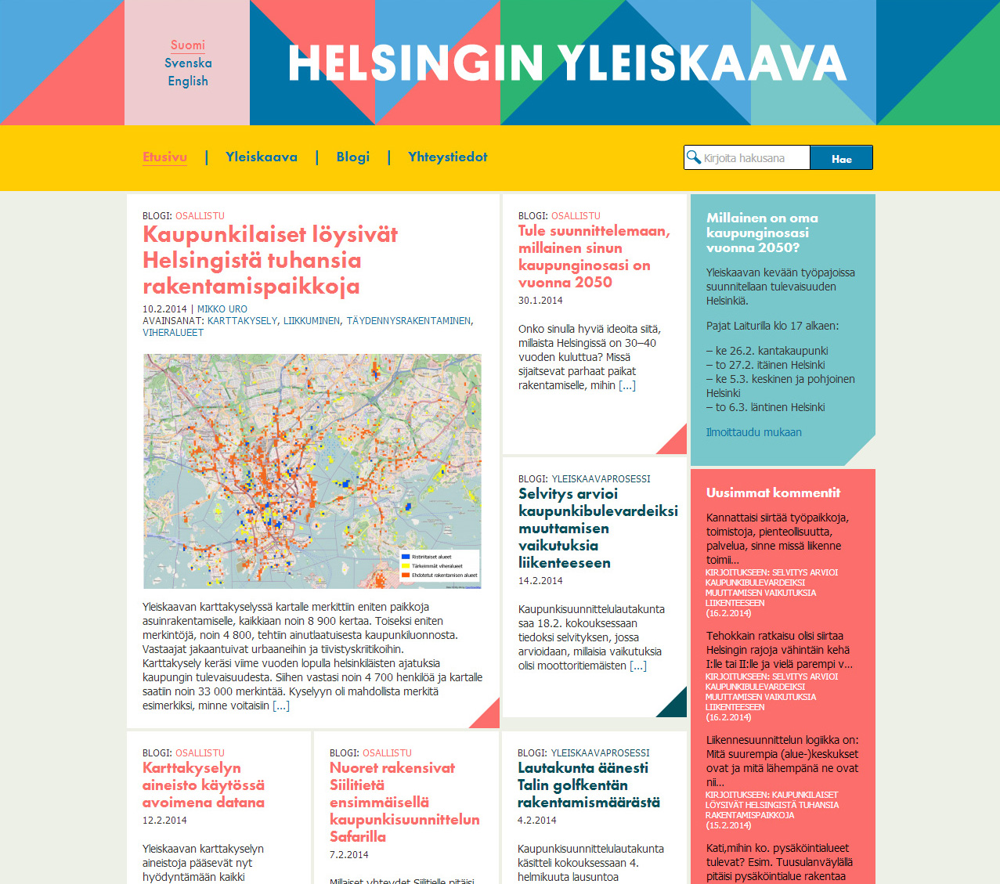 Suomi
Svenska
English
HELSINGIN YLEISKAAVA
Etusivu | Yleiskaava | Blogi | Yhteystiedot
Kirjoita hakusana
Hae
BLOGI: OSALLISTU
Kaupunkilaiset löysivät
Helsingistä tuhansia
rakentamispaikkoja
10.2.2014 | MIKKO URO
AVAINSANAT: KARTTAKYSELY, LIIKKUMINEN, TÄYDENNYSRAKENTAMINEN,
VIHERALUEET
Ristiriitaiset alueet
Tärkeimmät viheralueet
Ehdotetut rakentamisen alueet
Yleiskaavan karttakyselyssä kartalle merkittiin eniten paikkoja
asuinrakentamiselle, kaikkiaan noin 8 900 kertaa. Toiseksi eniten
merkintöjä, noin 4 800, tehtiin ainutlaatuisesta kaupunkiluonnosta.
Vastaajat jakaantuivat urbaaneihin ja tiivistyskriitikoihin.
Karttakysely keräsi viime vuoden lopulla helsinkiläisten ajatuksia
kaupungin tulevaisuudesta. Siihen vastasi noin 4 700 henkilöä ja kartalle
saatiin noin 33 000 merkintää. Kyselyyn oli mahdollista merkitä
esimerkiksi, minne voitaisiin [...]
BLOGI: OSALLISTU
Tule suunnittelemaan,
millainen sinun
kaupunginosasi on
vuonna 2050
30.1.2014
Onko sinulla hyviä ideoita siitä,
millaista Helsingissä on 30–40
vuoden kuluttua? Missä
sijaitsevat parhaat paikat
rakentamiselle, mihin [...]
BLOGI: YLEISKAAVAPROSESSI
Selvitys arvioi
kaupunkibulevardeiksi
muuttamisen
vaikutuksia
liikenteeseen
14.2.2014
Kaupunkisuunnittelulautakunta
saa 18.2. kokouksessaan
tiedoksi selvityksen, jossa
arvioidaan, millaisia vaikutuksia
olisi moottoritiemäisten [...]
Millainen on oma
kaupunginosasi
vuonna 2050?
Yleiskaavan kevään työpajoissa
suunnitellaan tulevaisuuden
Helsinkiä.
Pajat Laiturilla klo 17 alkaen:
– ke 26.2. kantakaupunki
– to 27.2. itäinen Helsinki
– ke 5.3. keskinen ja pohjoinen
Helsinki
– to 6.3. läntinen Helsinki
Ilmoittaudu mukaan
Uusimmat kommentit
Kannattaisi siirtää työpaikkoja,
toimistoja, pienteollisuutta,
palvelua, sinne missä liikenne
toimii...
KIRJOITUKSEEN: SELVITYS ARVIOI
KAUPUNKIBULEVARDEIKSI
MUUTTAMISEN VAIKUTUKSIA
LIIKENTEESEEN
(16.2.2014)
Tehokkain ratkaisu olisi siirtaa
Helsingin rajoja vähintäin kehä
I:lle tai II:lle ja vielä parempi v...
KIRJOITUKSEEN: SELVITYS ARVIOI
KAUPUNKIBULEVARDEIKSI
MUUTTAMISEN VAIKUTUKSIA
LIIKENTEESEEN
(16.2.2014)
Liikennesuunnittelun logiikka on:
Mitä suurempia (alue-)keskukset
ovat ja mitä lähempänä ne ovat
nii...
KIRJOITUKSEEN: KAUPUNKILAISET
LÖYSIVÄT HELSINGISTÄ TUHANSIA
RAKENTAMISPAIKKOJA
(15.2.2014)
Kati,mihin ko. pysäköintialueet
tulevat? Esim. Tuusulanväylällä
pitäisi pysäköintialue rakentaa
BLOGI: OSALLISTU
Karttakyselyn
aineisto käytössä
avoimena datana
12.2.2014
Yleiskaavan karttakyselyn
aineistoja pääsevät nyt
hyödyntämään kaikki
BLOGI: OSALLISTU
Nuoret rakensivat
Siilitietä
ensimmäisellä
kaupunkisuunnittelun
Safarilla
7.2.2014
Millaiset yhteydet Siilitielle pitäisi
BLOGI: YLEISKAAVAPROSESSI
Lautakunta äänesti
Talin golfkentän
rakentamismäärästä
4.2.2014
Kaupunkisuunnittelulautakunta
käsitteli kokouksessaan 4.
helmikuuta lausuntoa